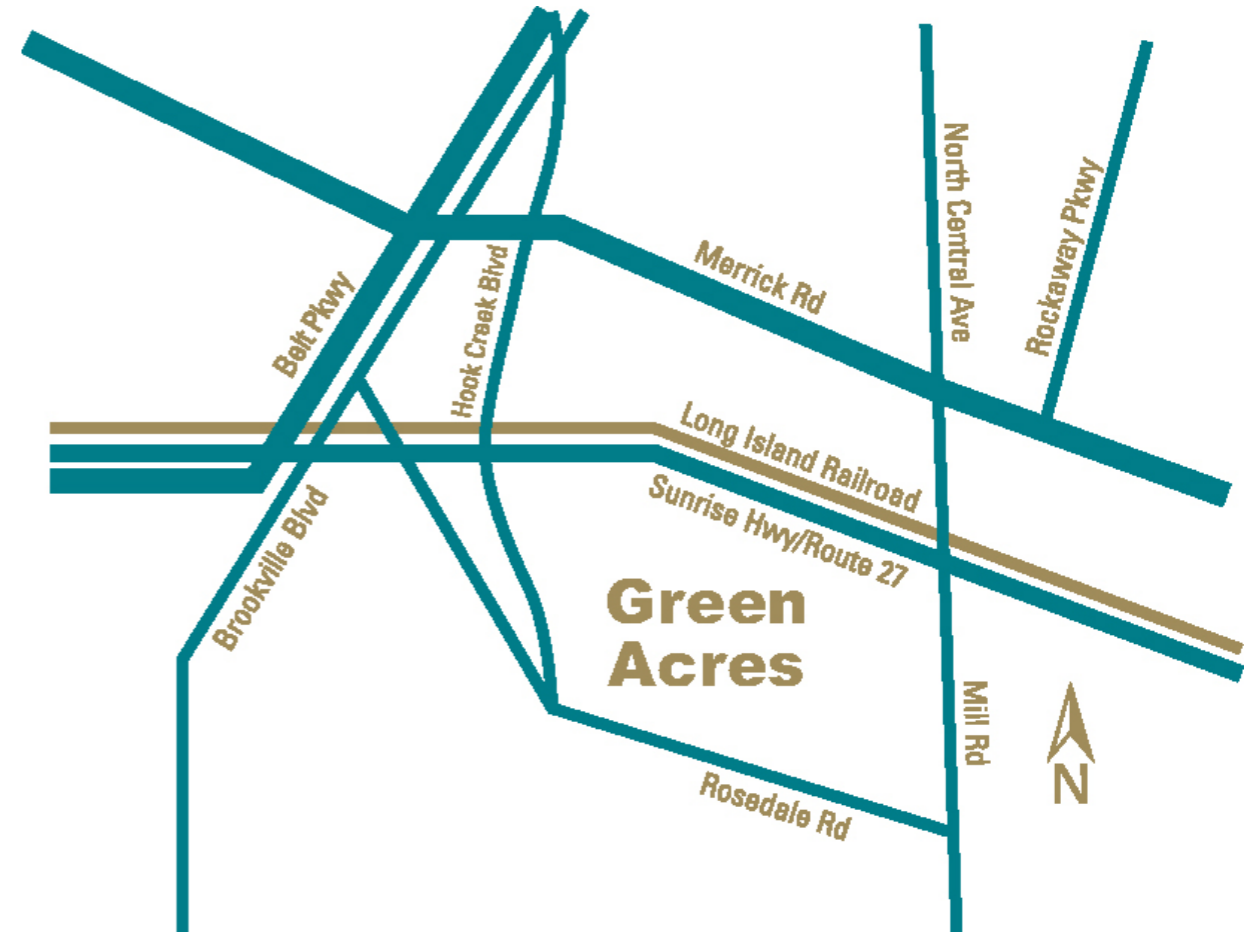 North Central Ave
Rockaway Pkwy
Merrick Rd
Belt Pkwy
Hook Creek Blvd
Long Island Railroad
Sunrise Hwy/Route 27
Brookville Blvd
Green
Acres
Mill Rd
Rosedale Rd
N